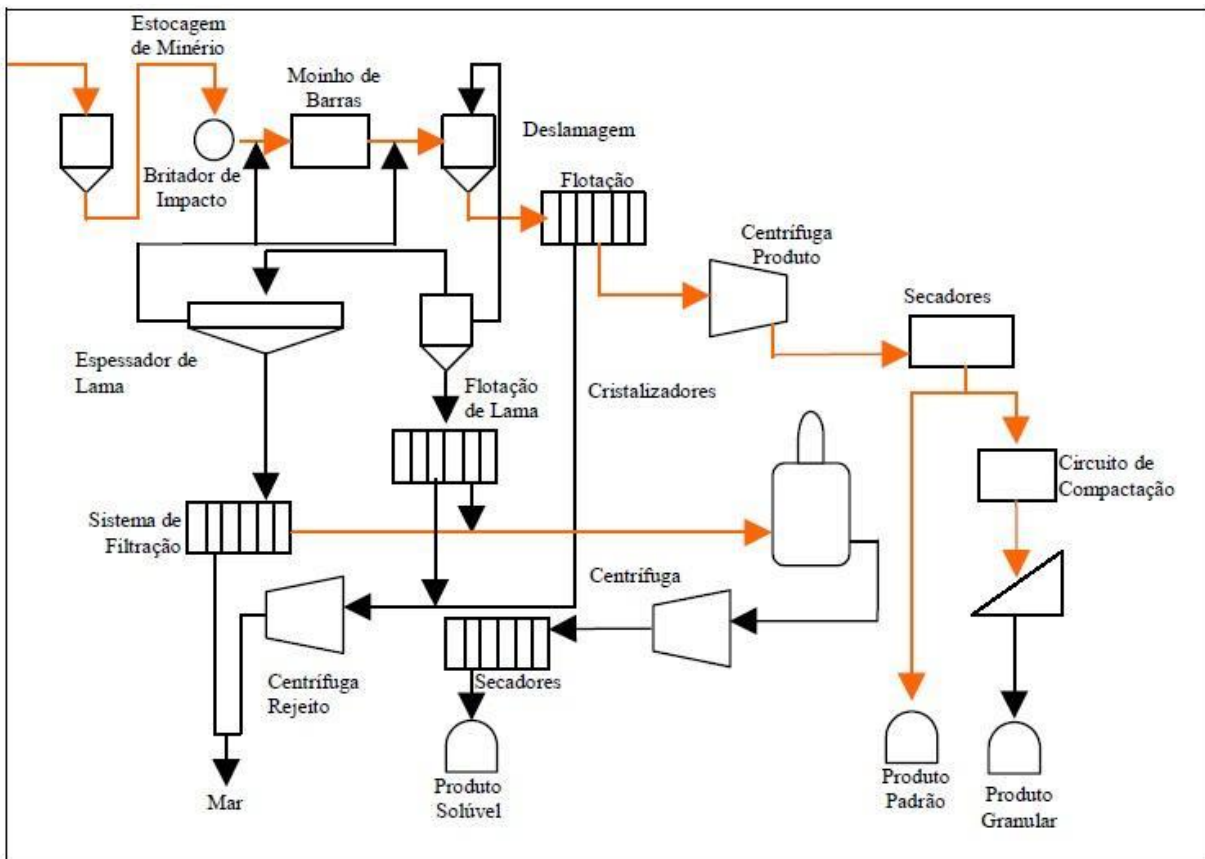 Estocagem
de Minério
Moinho de
Barras
Britador de
Impacto
Deslamagem
Flotação
Centrífuga
Produto
Secadores
Espessador de
Lama
Flotação
de Lama
Cristalizadores
Circuito de
Compactação
Sistema de
Filtração
Centrífuga
Centrífuga
Rejeito
Secadores
Mar
Produto
Solúvel
Produto
Padrão
Produto
Granular